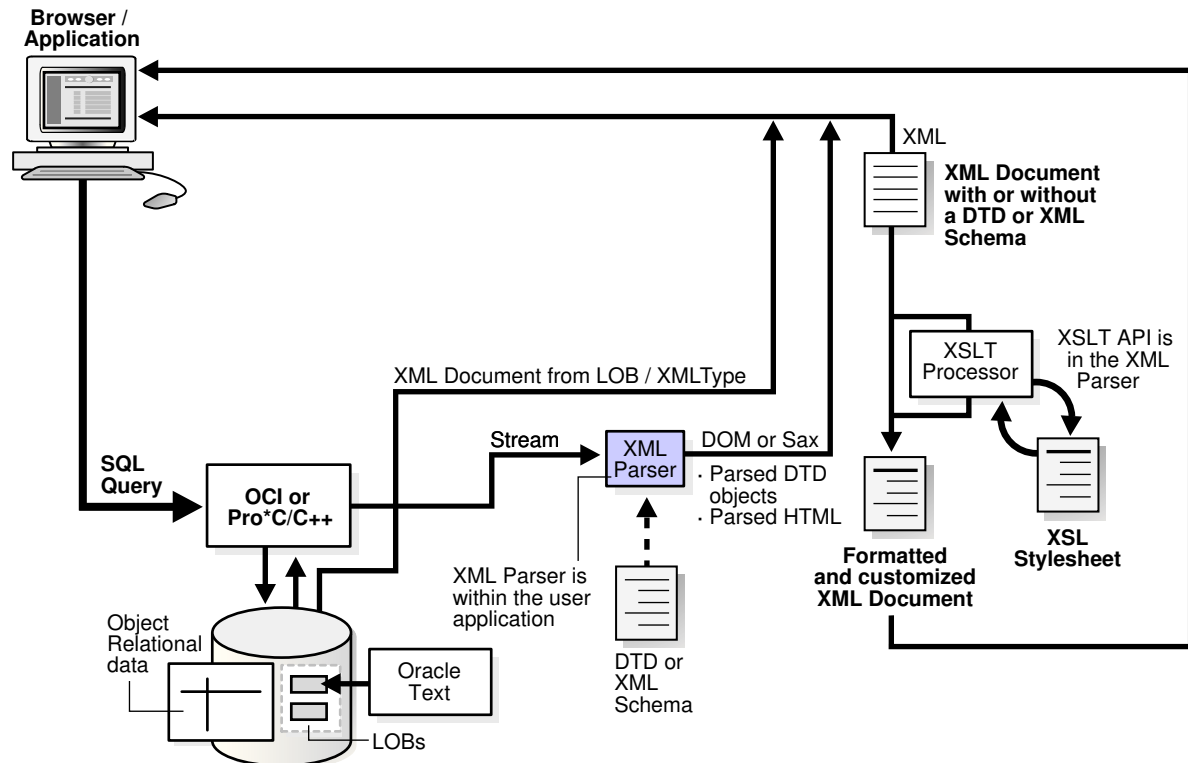 Browser /
Application
XML
XML Document
with or without
a DTD or XML
Schema
XSLT
Processor
XSLT API is
in the XML
Parser
XML Document from LOB / XMLType
Stream
XML
Parser
DOM or Sax
· Parsed DTD
objects
· Parsed HTML
SQL
Query
OCI or
Pro*C/C++
XSL
Stylesheet
Formatted
and customized
XML Document
XML Parser is
within the user
application
Object
Relational
data
Oracle
Text
DTD or
XML
Schema
LOBs